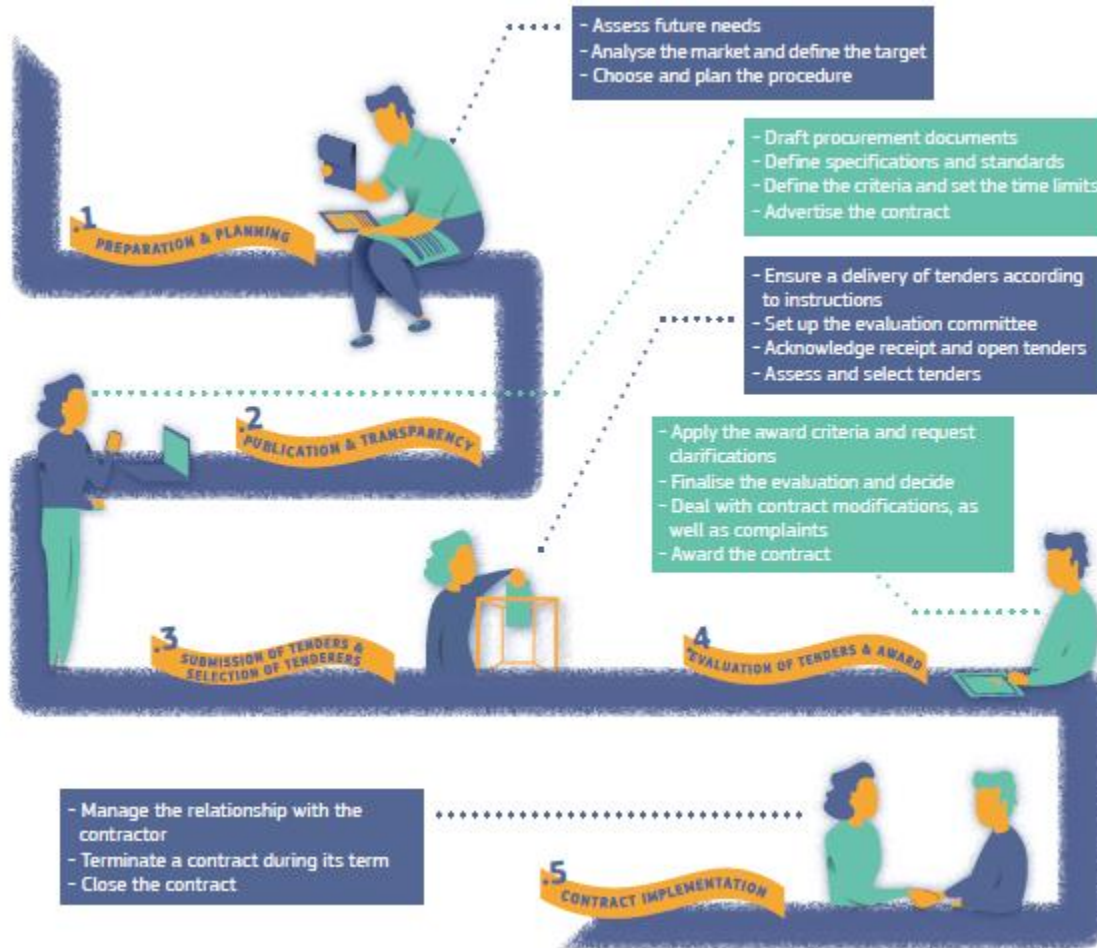 - Assess future needs
- Analyse the market and define the target
- Choose and plan the procedure
.1
PREPARATION & PLANNING
- Draft procurement documents
- Define specifications and standards
- Define the criteria and set the time limits
- Advertise the contract
.2
PUBLICATION & TRANSPARENCY
- Ensure a delivery of tenders according
to instructions
- Set up the evaluation committee
- Acknowledge receipt and open tenders
- Assess and select tenders
.3
SUBMISSION OF TENDERS &
SELECTION OF TENDERERS
- Apply the award criteria and request
clarifications
- Finalise the evaluation and decide
- Deal with contract modifications, as
well as complaints
- Award the contract
.4
EVALUATION OF TENDERS & AWARD
- Manage the relationship with the
contractor
- Terminate a contract during its term
- Close the contract
.5
CONTRACT IMPLEMENTATION